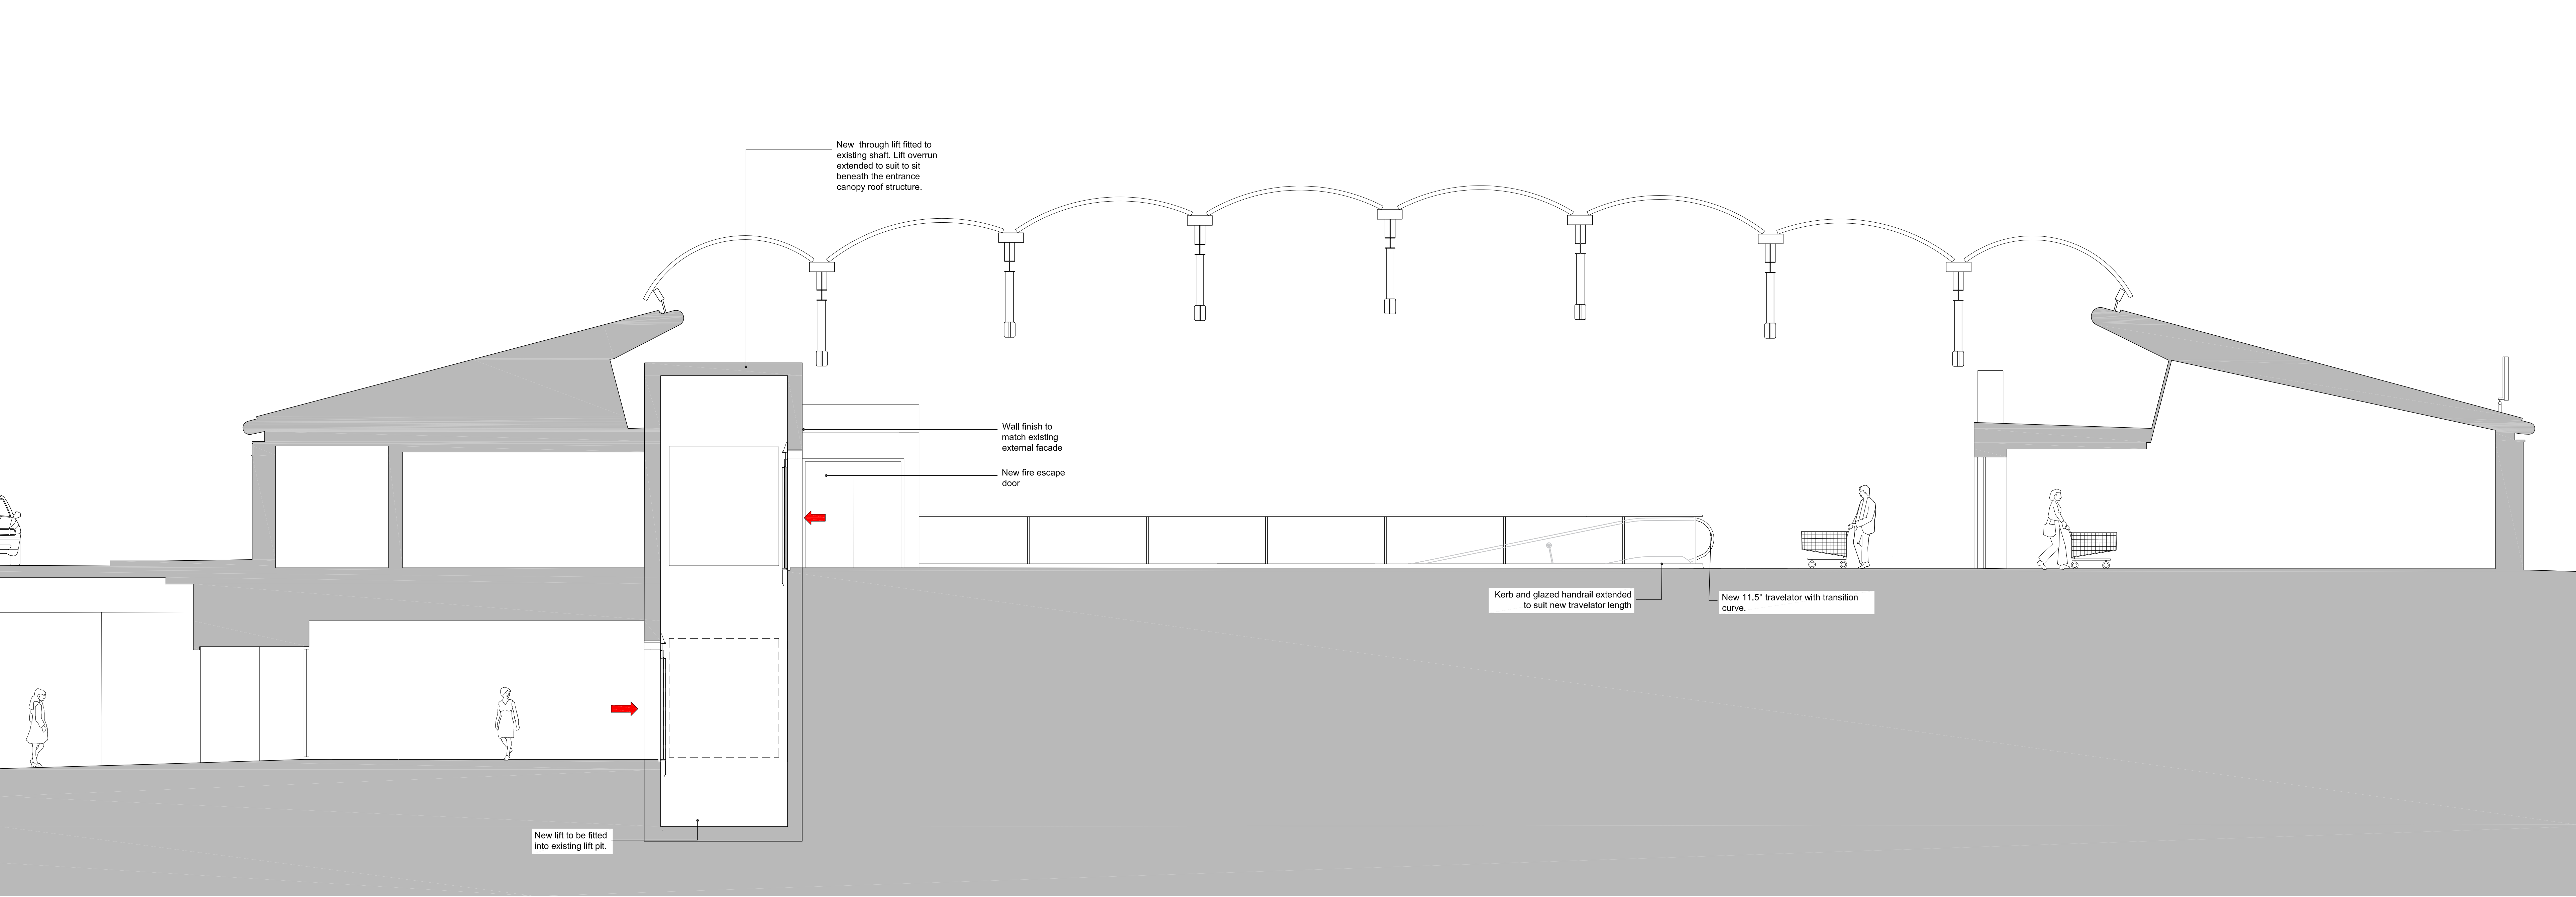 New through lift fitted to
existing shaft. Lift overrun
extended to suit to sit
beneath the entrance
canopy roof structure.
Wall finish to
match existing
external facade
New fire escape
door
Kerb and glazed handrail extended
to suit new travelator length
New 11.5° travelator with transition
curve.
New lift to be fitted
into existing lift pit.